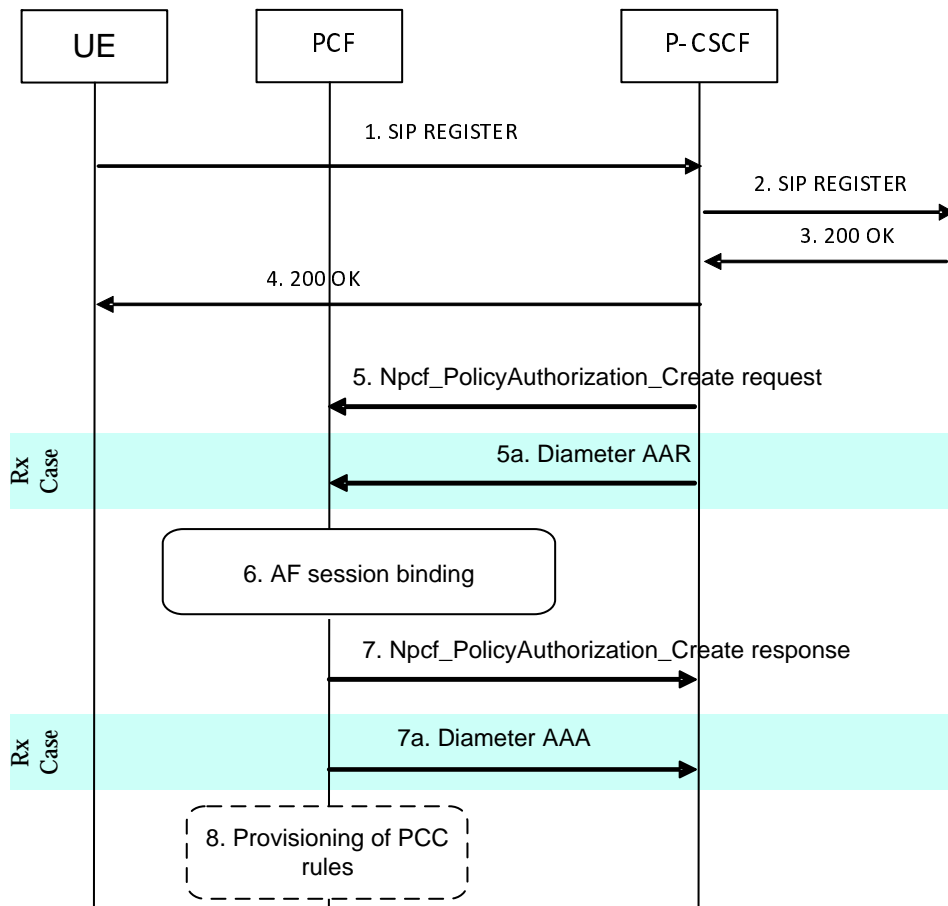 UE
PCF
P-CSCF
1. SIP REGISTER
2. SIP REGISTER
3. 200 OK
4. 200 OK
5. Npcf_PolicyAuthorization_Create request
Rx
Case
5a. Diameter AAR
6. AF session binding
7. Npcf_PolicyAuthorization_Create response
Rx
Case
7a. Diameter AAA
8. Provisioning of PCC
rules